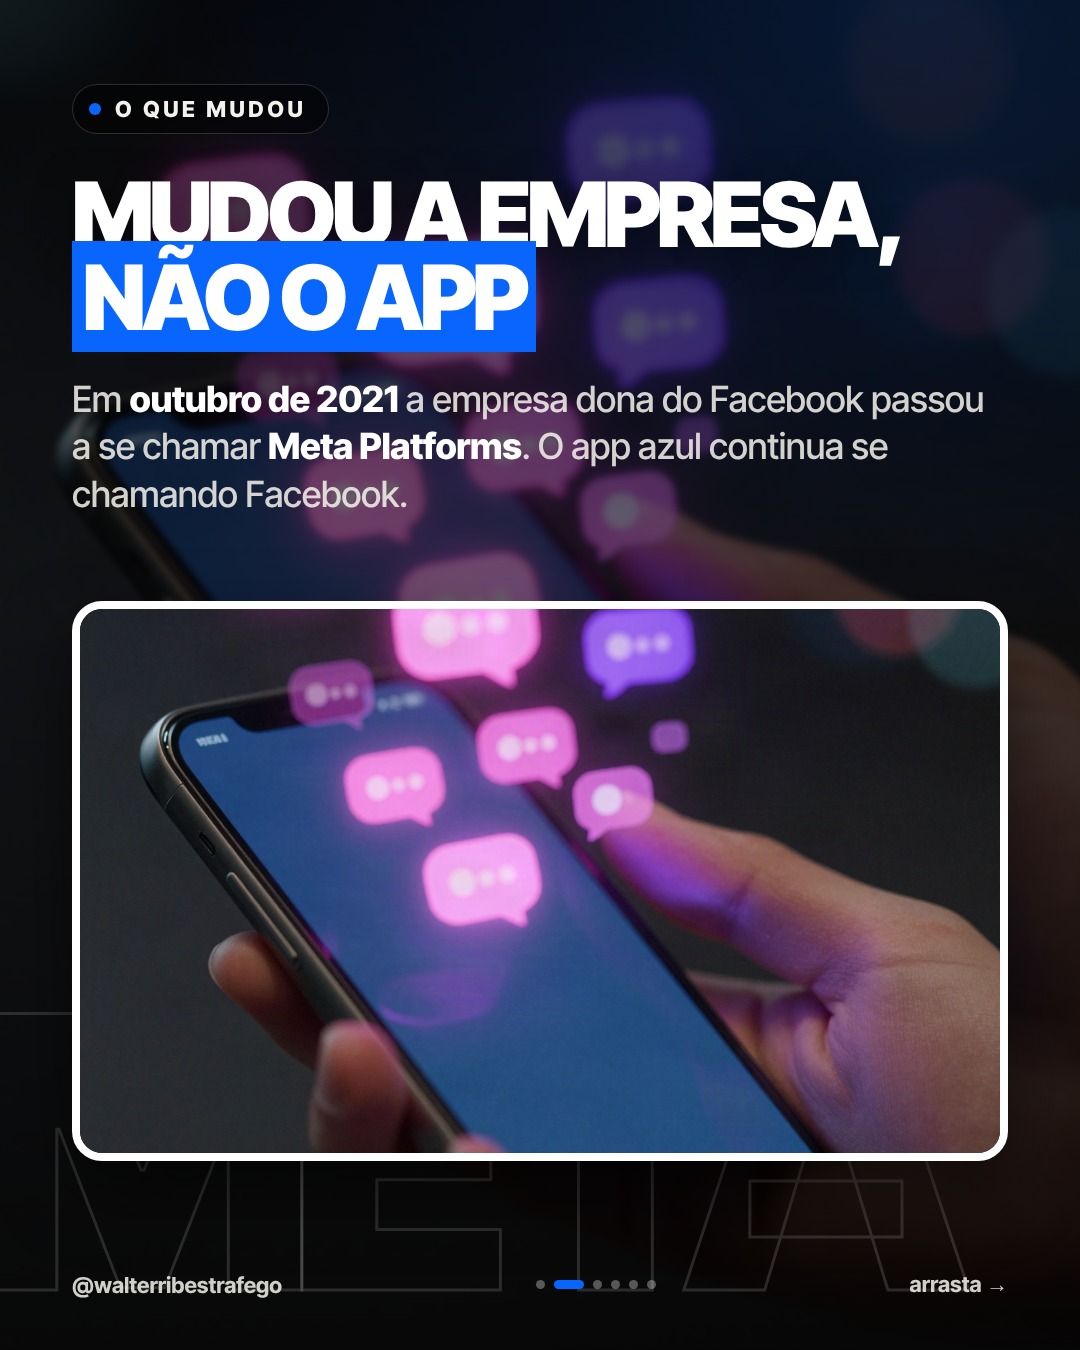 O QUE MUDOU
MUDOU A EMPRESA,
NÃO O APP
Em outubro de 2021 a empresa dona do Facebook passou
a se chamar Meta Platforms. O app azul continua se
chamando Facebook.
META
@walterribestrafego
arrasta →